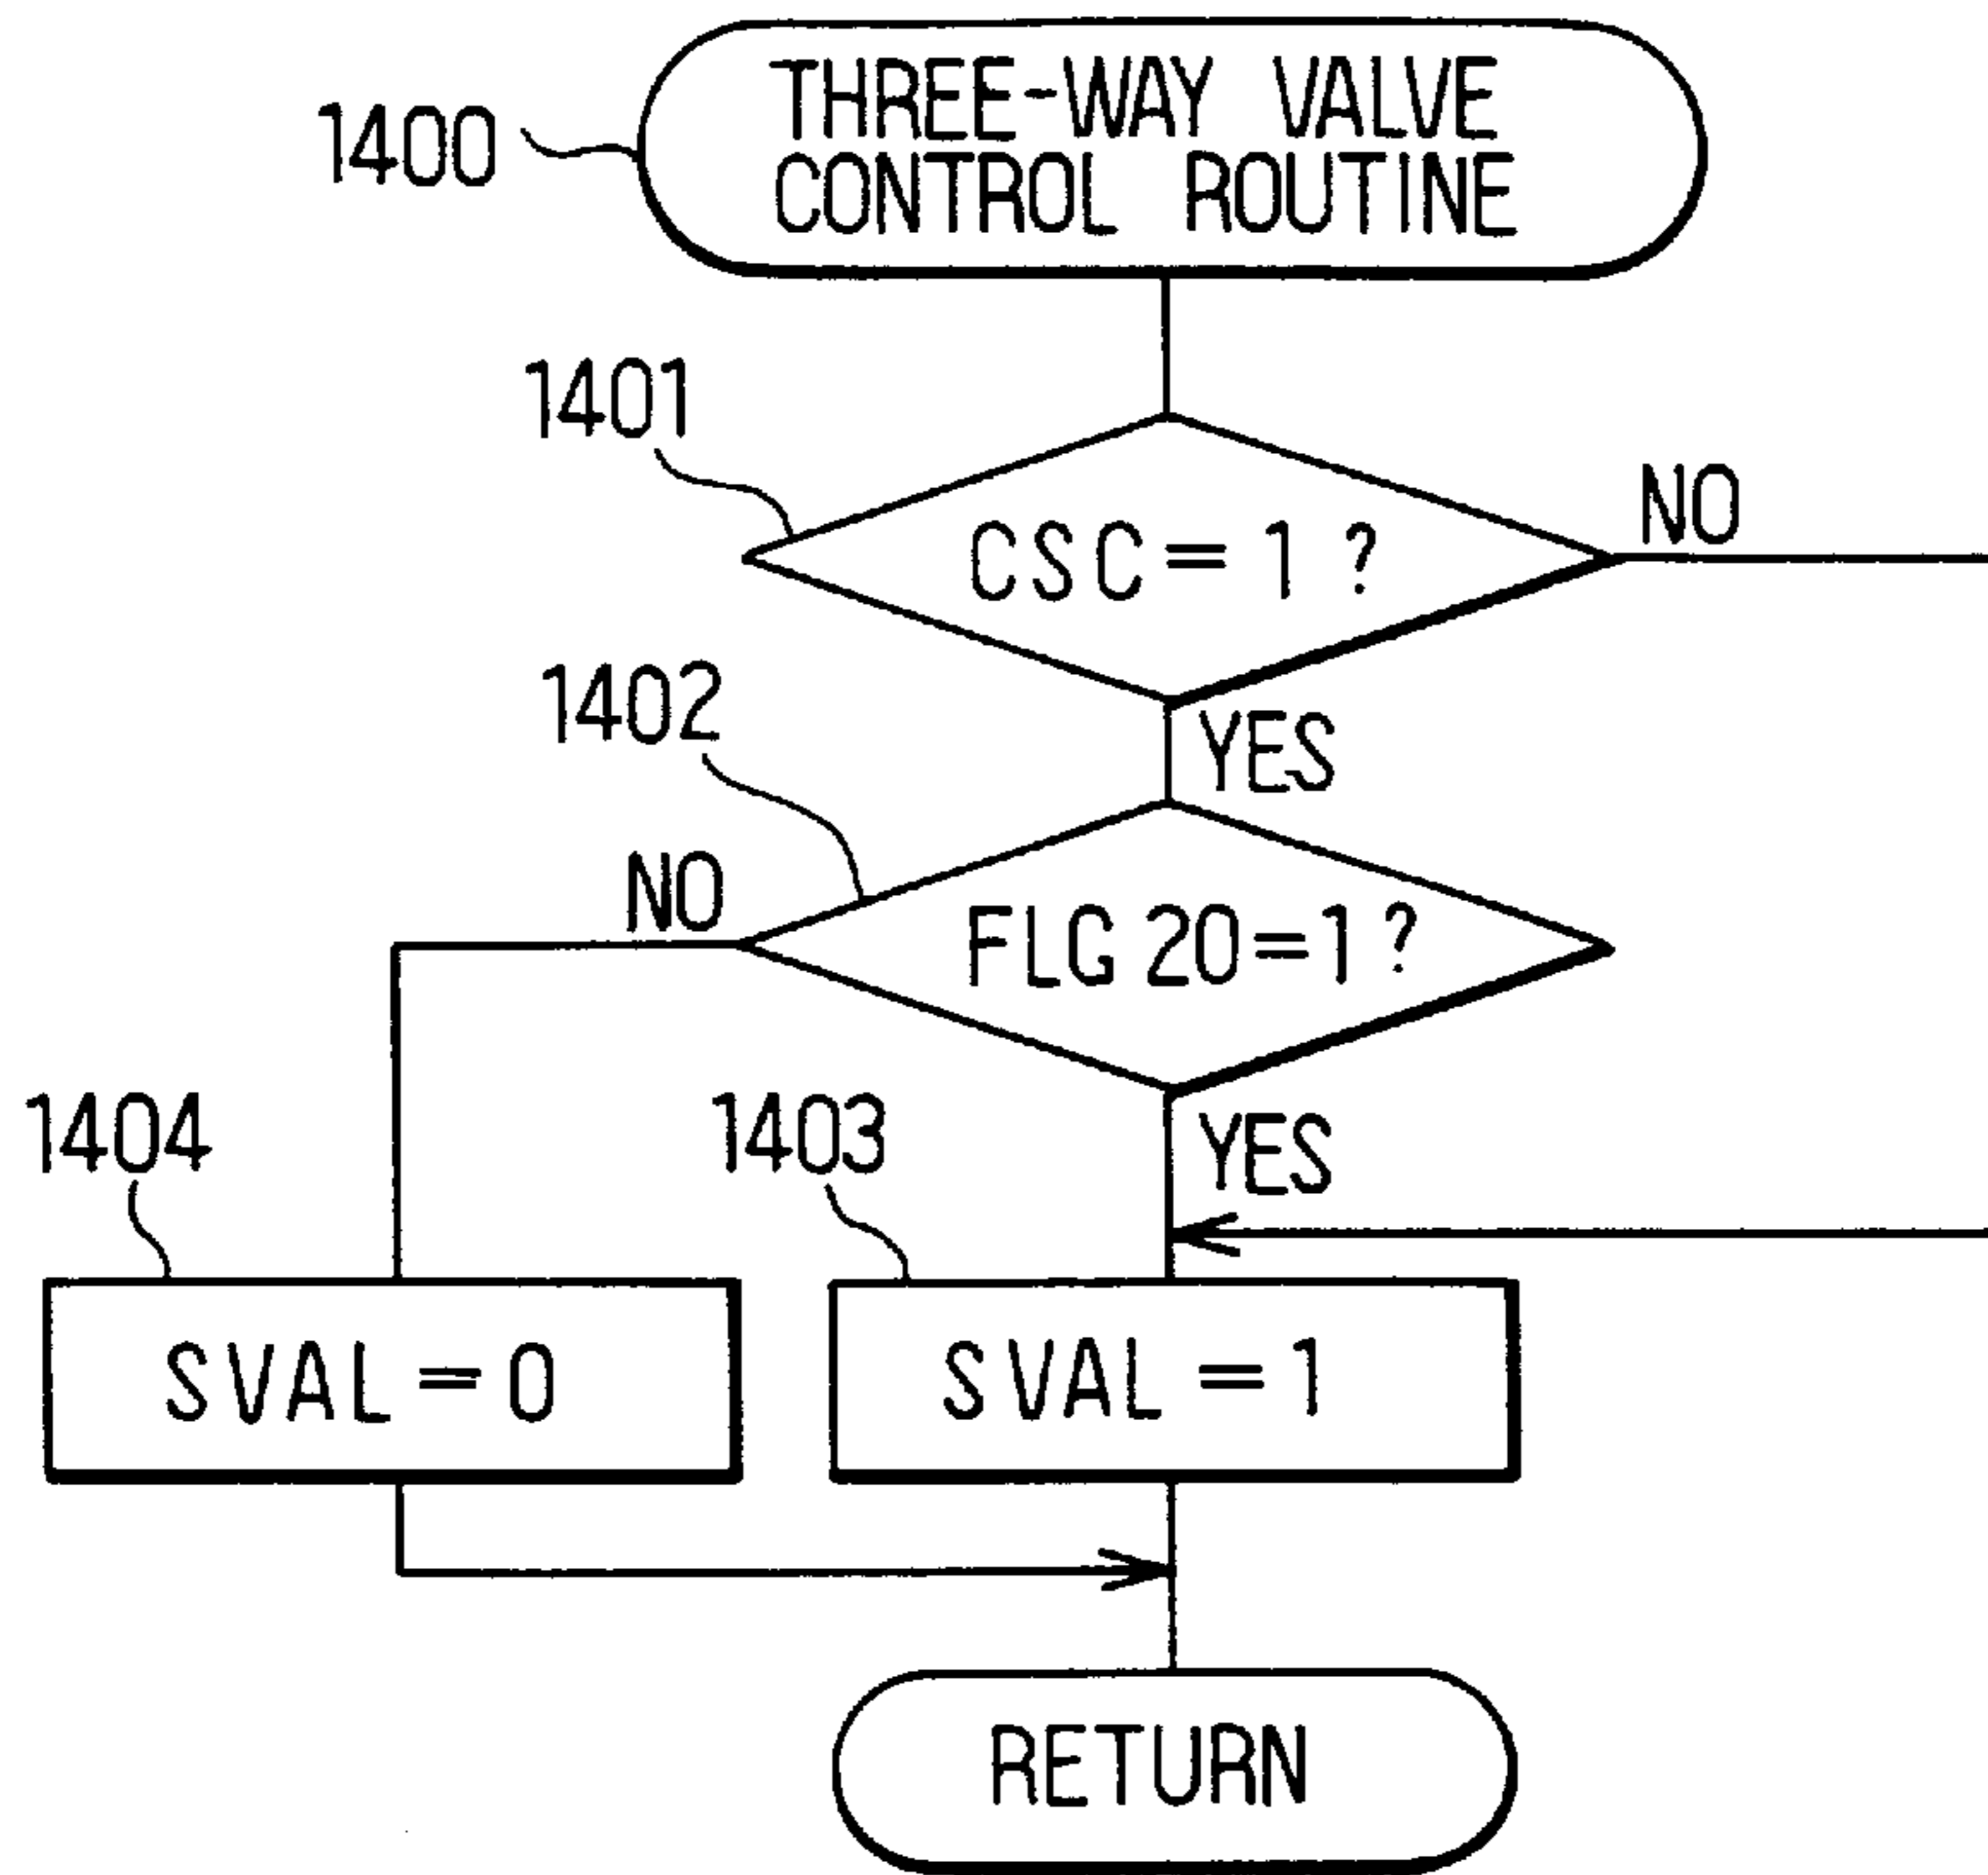 1400
THREE-WAY VALVE
CONTROL ROUTINE
1401
CSC = 1 ?
NO
YES
1402
NO
FLG 20=1 ?
YES
1404
1403
SVAL = 0
SVAL = 1
RETURN